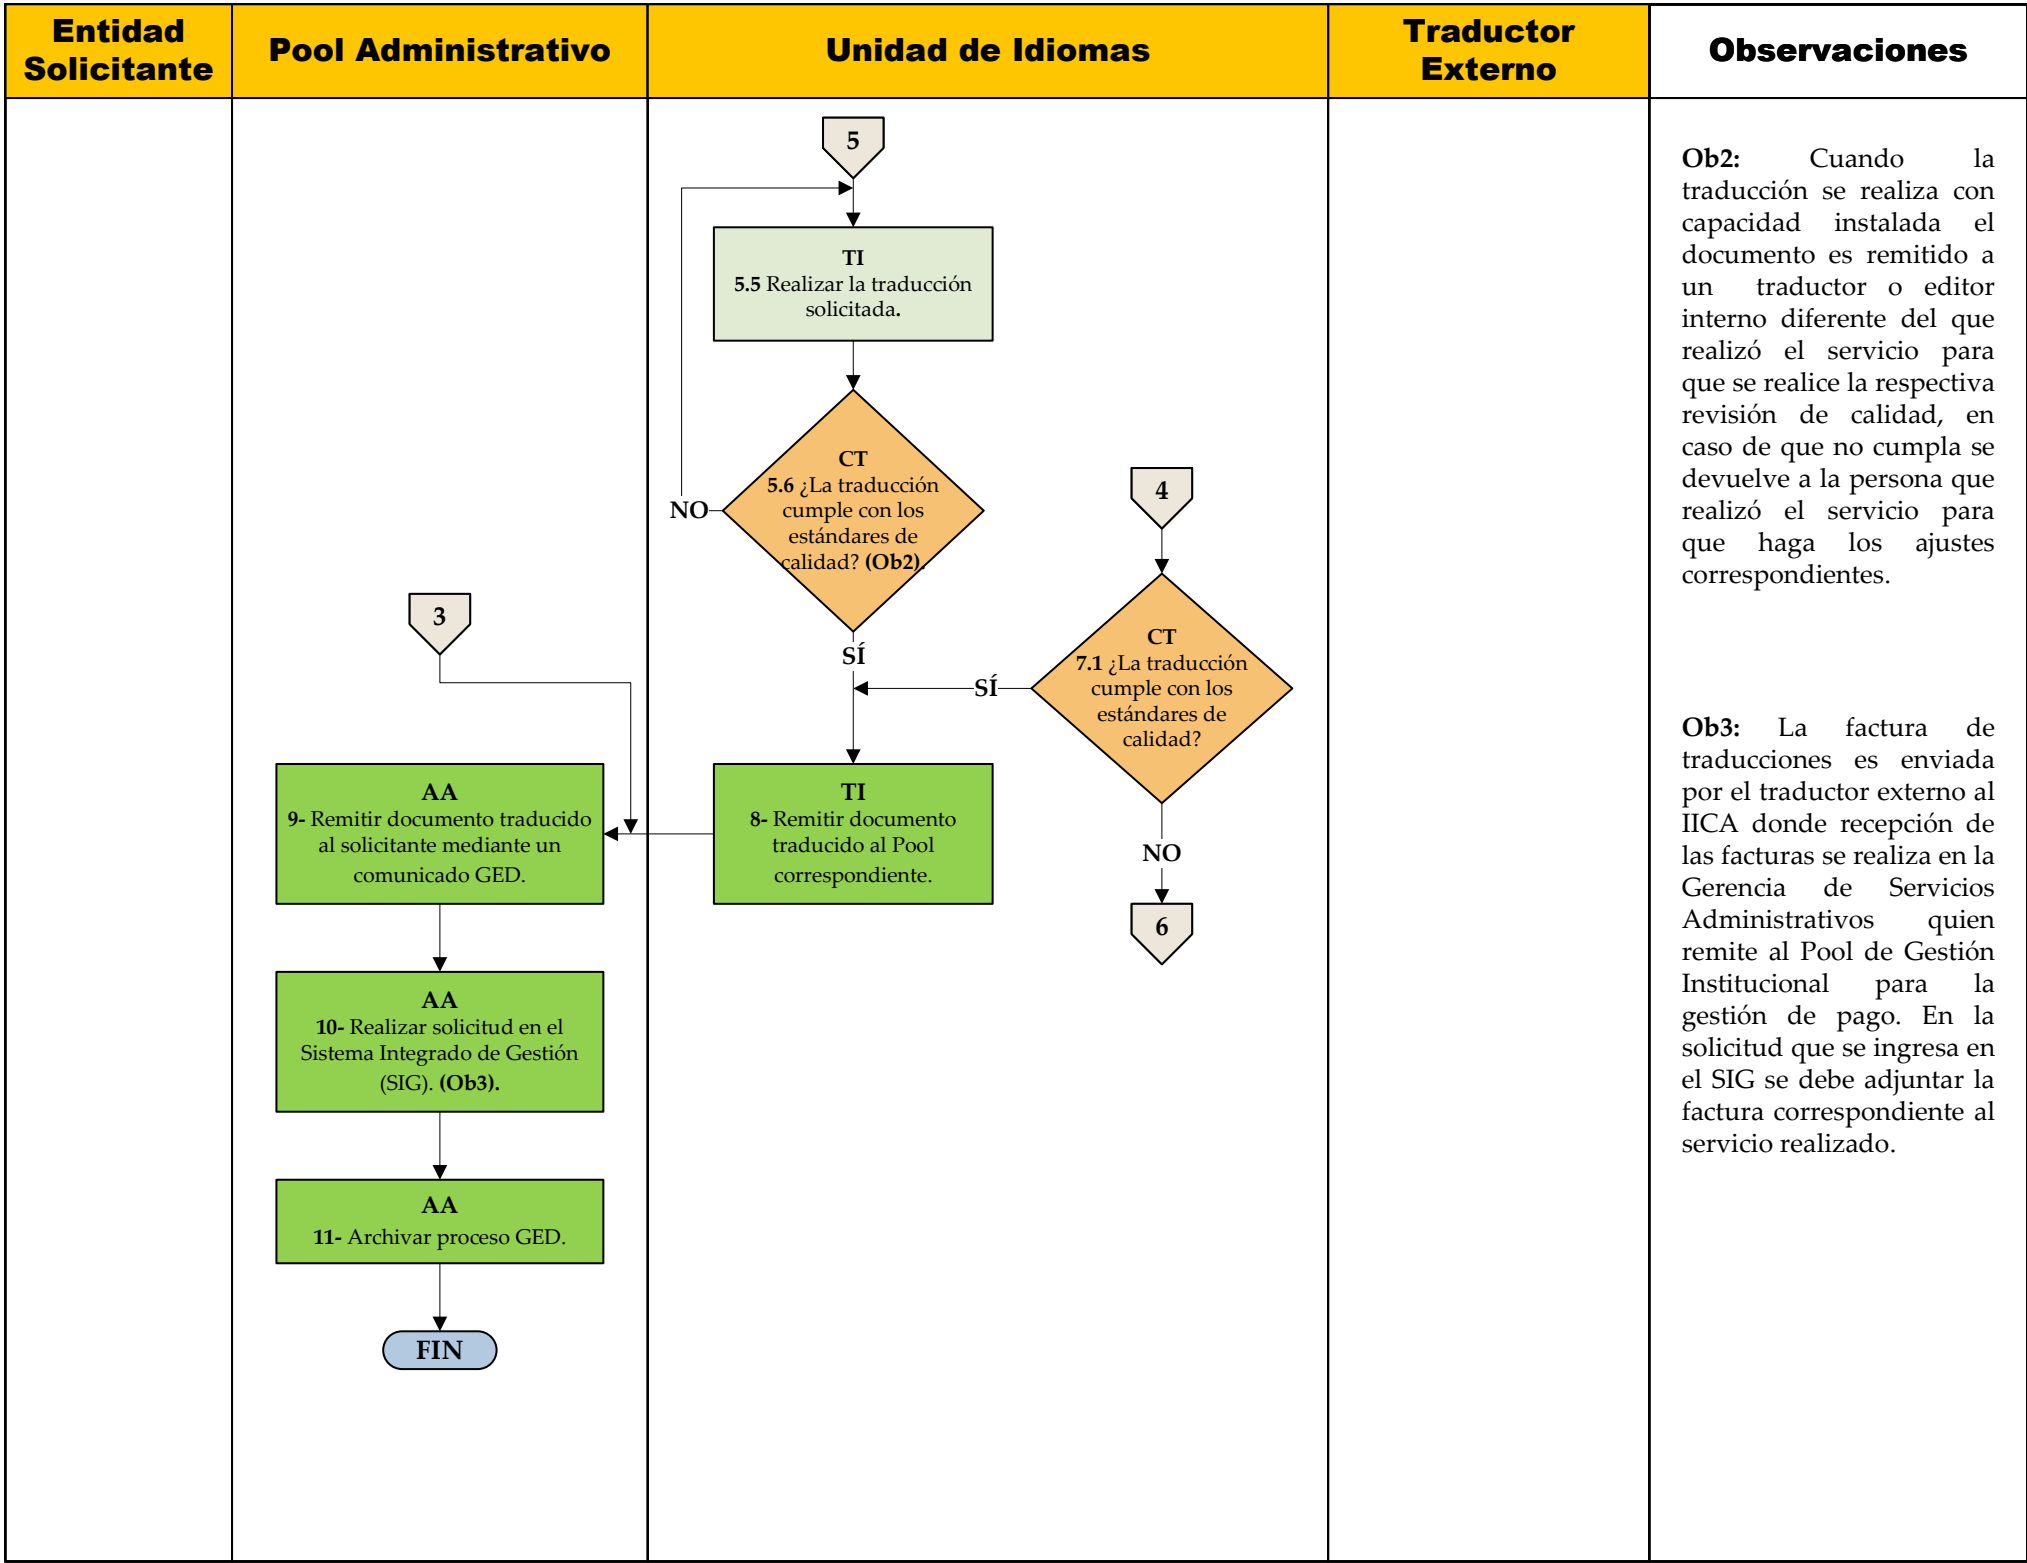 Entidad
Solicitante
Pool Administrativo
Unidad de Idiomas
Traductor
Externo
Observaciones
5
TI
5.5 Realizar la traducción
solicitada.
CT
5.6 ¿La traducción
cumple con los
estándares de
calidad? (Ob2).
NO
SÍ
4
CT
7.1 ¿La traducción
cumple con los
estándares de
calidad?
SÍ
NO
6
3
TI
8- Remitir documento
traducido al Pool
correspondiente.
AA
9- Remitir documento traducido
al solicitante mediante un
comunicado GED.
AA
10- Realizar solicitud en el
Sistema Integrado de Gestión
(SIG). (Ob3).
AA
11- Archivar proceso GED.
FIN
Ob2: Cuando la
traducción se realiza con
capacidad instalada el
documento es remitido a
un traductor o editor
interno diferente del que
realizó el servicio para
que se realice la respectiva
revisión de calidad, en
caso de que no cumpla se
devuelve a la persona que
realizó el servicio para
que haga los ajustes
correspondientes.
Ob3: La factura de
traducciones es enviada
por el traductor externo al
IICA donde recepción de
las facturas se realiza en la
Gerencia de Servicios
Administrativos quien
remite al Pool de Gestión
Institucional para la
gestión de pago. En la
solicitud que se ingresa en
el SIG se debe adjuntar la
factura correspondiente al
servicio realizado.